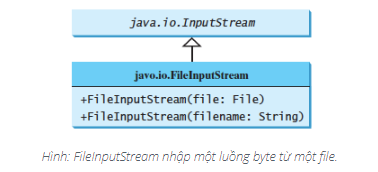 java.io.InputStream
javo.io.FileInputStream
+FileInputStream(file: File)
+FileInputStream(filename: String)
Hình: FileInputStream nhập một luồng byte từ một file.